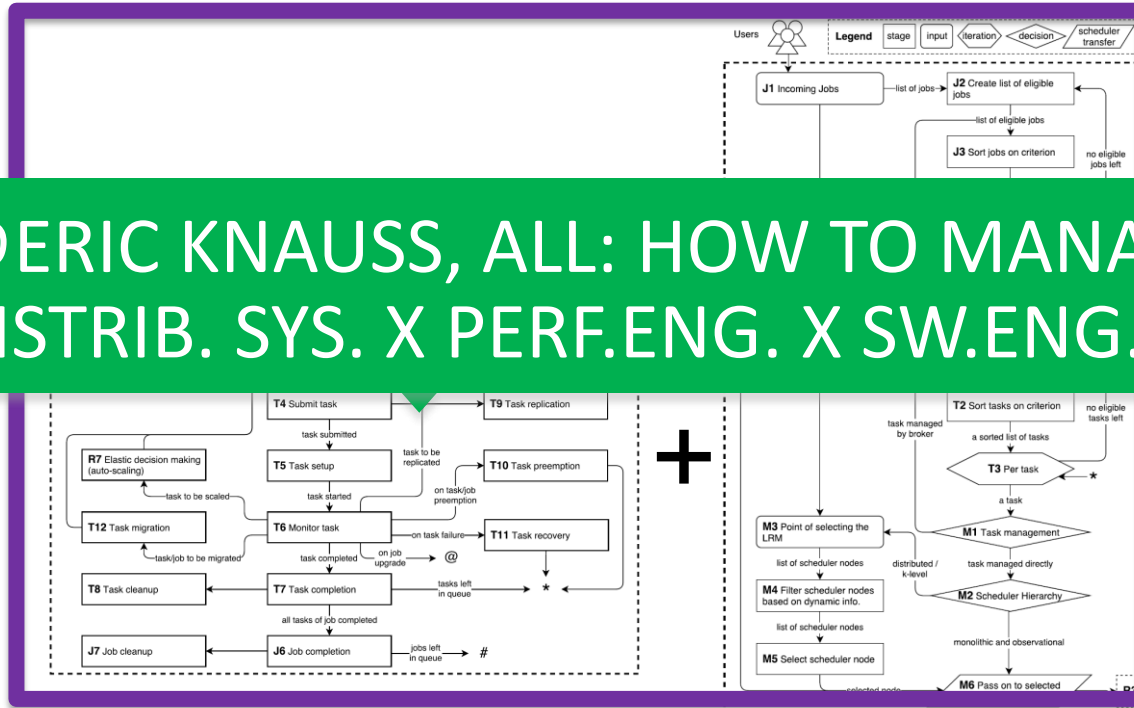 Users
Legend
stage
input
iteration
decision
scheduler
transfer
J1 Incoming Jobs
list of jobs
J2 Create list of eligible
jobs
list of eligible jobs
J3 Sort jobs on criterion
no eligible
jobs left
DERIC KNAUSS, ALL: HOW TO MANA
ISTRIB. SYS. X PERF.ENG. X SW.ENG.
T4 Submit task
T9 Task replication
task submitted
task to be
replicated
R7 Elastic decision making
(auto-scaling)
T5 Task setup
T10 Task preemption
task to be scaled
task started
on task/job
preemption
T12 Task migration
T6 Monitor task
on task failure
T11 Task recovery
task/job to be migrated
task completed
on job
upgrade
@
T8 Task cleanup
T7 Task completion
tasks left
in queue
*
all tasks of job completed
J7 Job cleanup
J6 Job completion
jobs left
in queue
#
+
T2 Sort tasks on criterion
no eligible
tasks left
task managed
by broker
a sorted list of tasks
T3 Per task
*
a task
M3 Point of selecting the
LRM
M1 Task management
list of scheduler nodes
distributed /
k-level
task managed directly
M4 Filter scheduler nodes
based on dynamic info.
M2 Scheduler Hierarchy
list of scheduler nodes
monolithic and observational
M5 Select scheduler node
selected node
M6 Pass on to selected